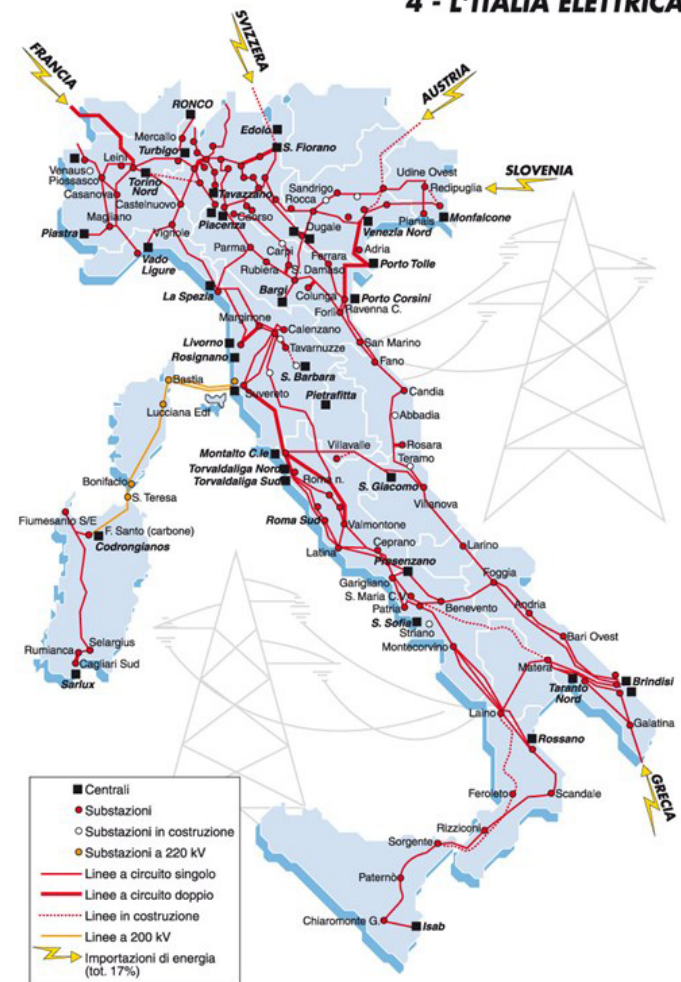 4 - L'ITALIA ELETTRICA
FRANCIA
SVIZZERA
AUSTRIA
SLOVENIA
RONCO
Mercallo
Turbigo
Edolo
S. Fiorano
Leini
Venaus
Piossasco
Torino
Nord
Casanova
Castelnuovo
Magliano
Piastra
Vignole
Vado
Ligure
Tavazzano
Piacenza
Caorso
Sandrigo
Rocca
Udine Ovest
Redipuglia
Planais
Monfalcone
Dugale
Venezia Nord
Adria
Porto Tolle
Parma
Carpi
Ferrara
Rubiera
S. Damaso
Bargi
Colunga
Porto Corsini
Ravenna C.
Forlì
La Spezia
Marginone
Calenzano
San Marino
Livorno
Tavarnuzze
Fano
Rosignano
S. Barbara
Bastia
Suvereto
Pietrafitta
Candia
Lucciana Edf
Abbadia
Montalto C.le
Villavalle
Rosara
Teramo
Torvaldaliga Nord
Torvaldaliga Sud
Roma n.
S. Giacomo
Bonifacio
S. Teresa
Villanova
Fiumesanto S/E
F. Santo (carbone)
Codrongianos
Roma Sud
Valmontone
Latina
Ceprano
Larino
Presenzano
Foggia
Garigliano
S. Maria C.V.
Patria
Benevento
Andria
S. Sofia
Striano
Bari Ovest
Montecorvino
Selargius
Rumianca
Cagliari Sud
Sarlux
Matera
Taranto
Nord
Brindisi
Laino
Galatina
Rossano
GRECIA
Feroleto
Scandale
Rizziconi
Sorgente
Paternò
Chiaromonte G.
Isab
Centrali
Substazioni
Substazioni in costruzione
Substazioni a 220 kV
Linee a circuito singolo
Linee a circuito doppio
Linee in costruzione
Linee a 200 kV
Importazioni di energia
(tot. 17%)